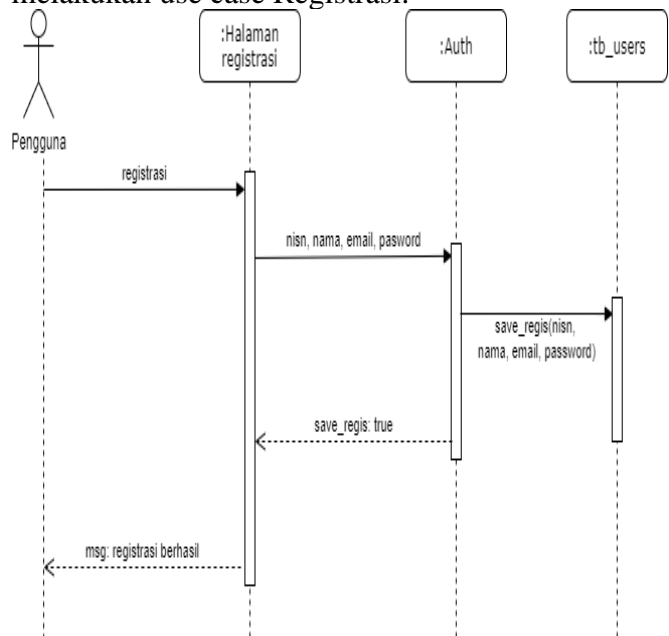 melakukan use case Registrasi.
:Halaman
registrasi
:Auth
:tb_users
Pengguna
registrasi
nisn, nama, email, pasword
save_regis(nisn,
nama, email, password)
save_regis: true
msg: registrasi berhasil